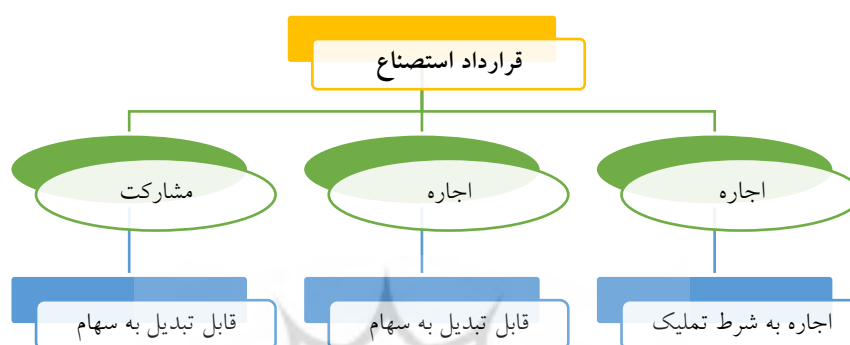 قرارداد استصناع
اجاره
اجاره
مشارکت
اجاره به شرط تملیک
قابل تبدیل به سهام
قابل تبدیل به سهام